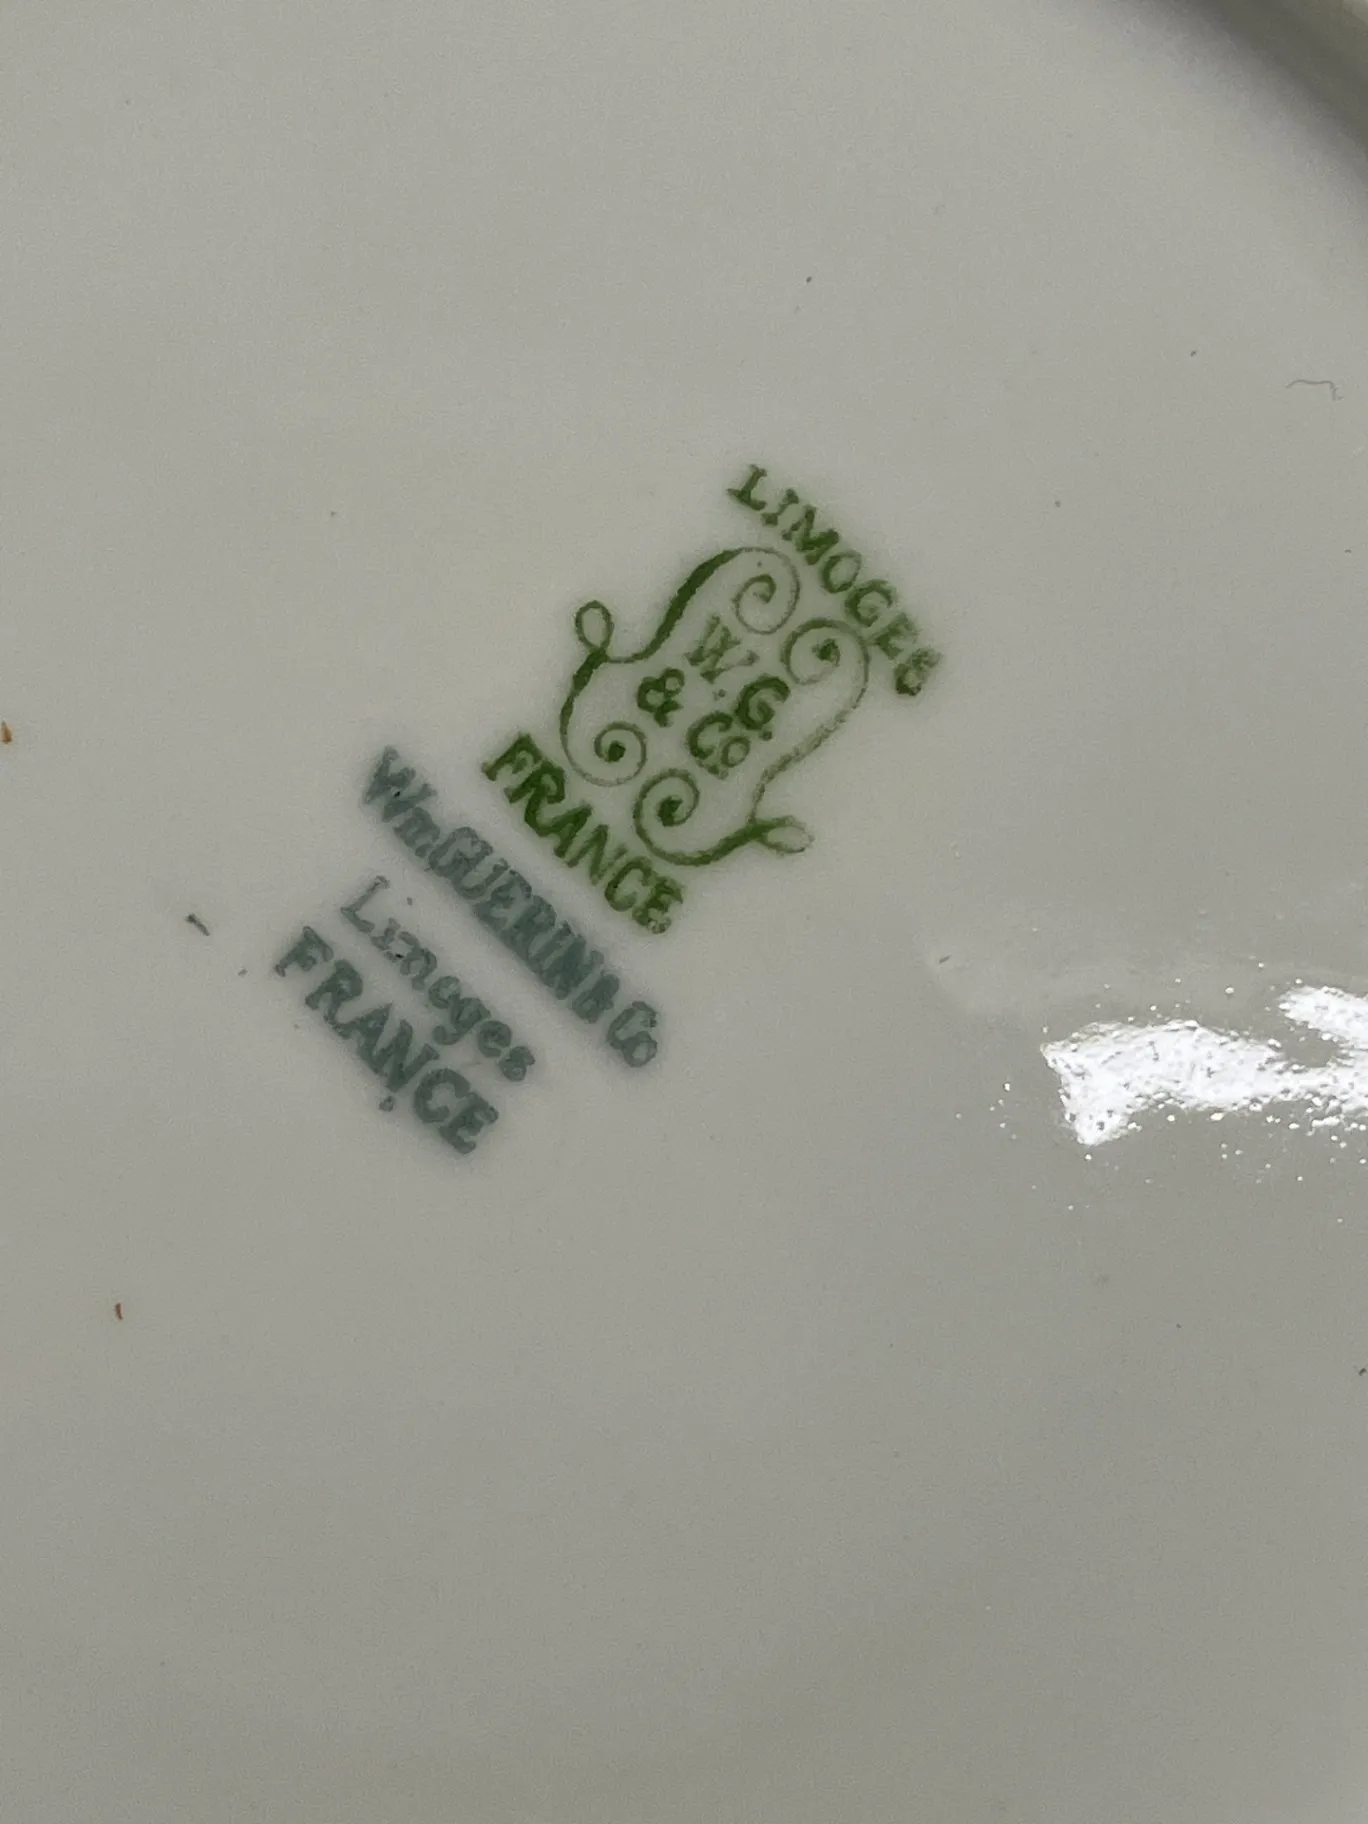 LIMOGES
W.G.
& Co
FRANCE
Wm GUERIN & Co
Limoges
FRANCE